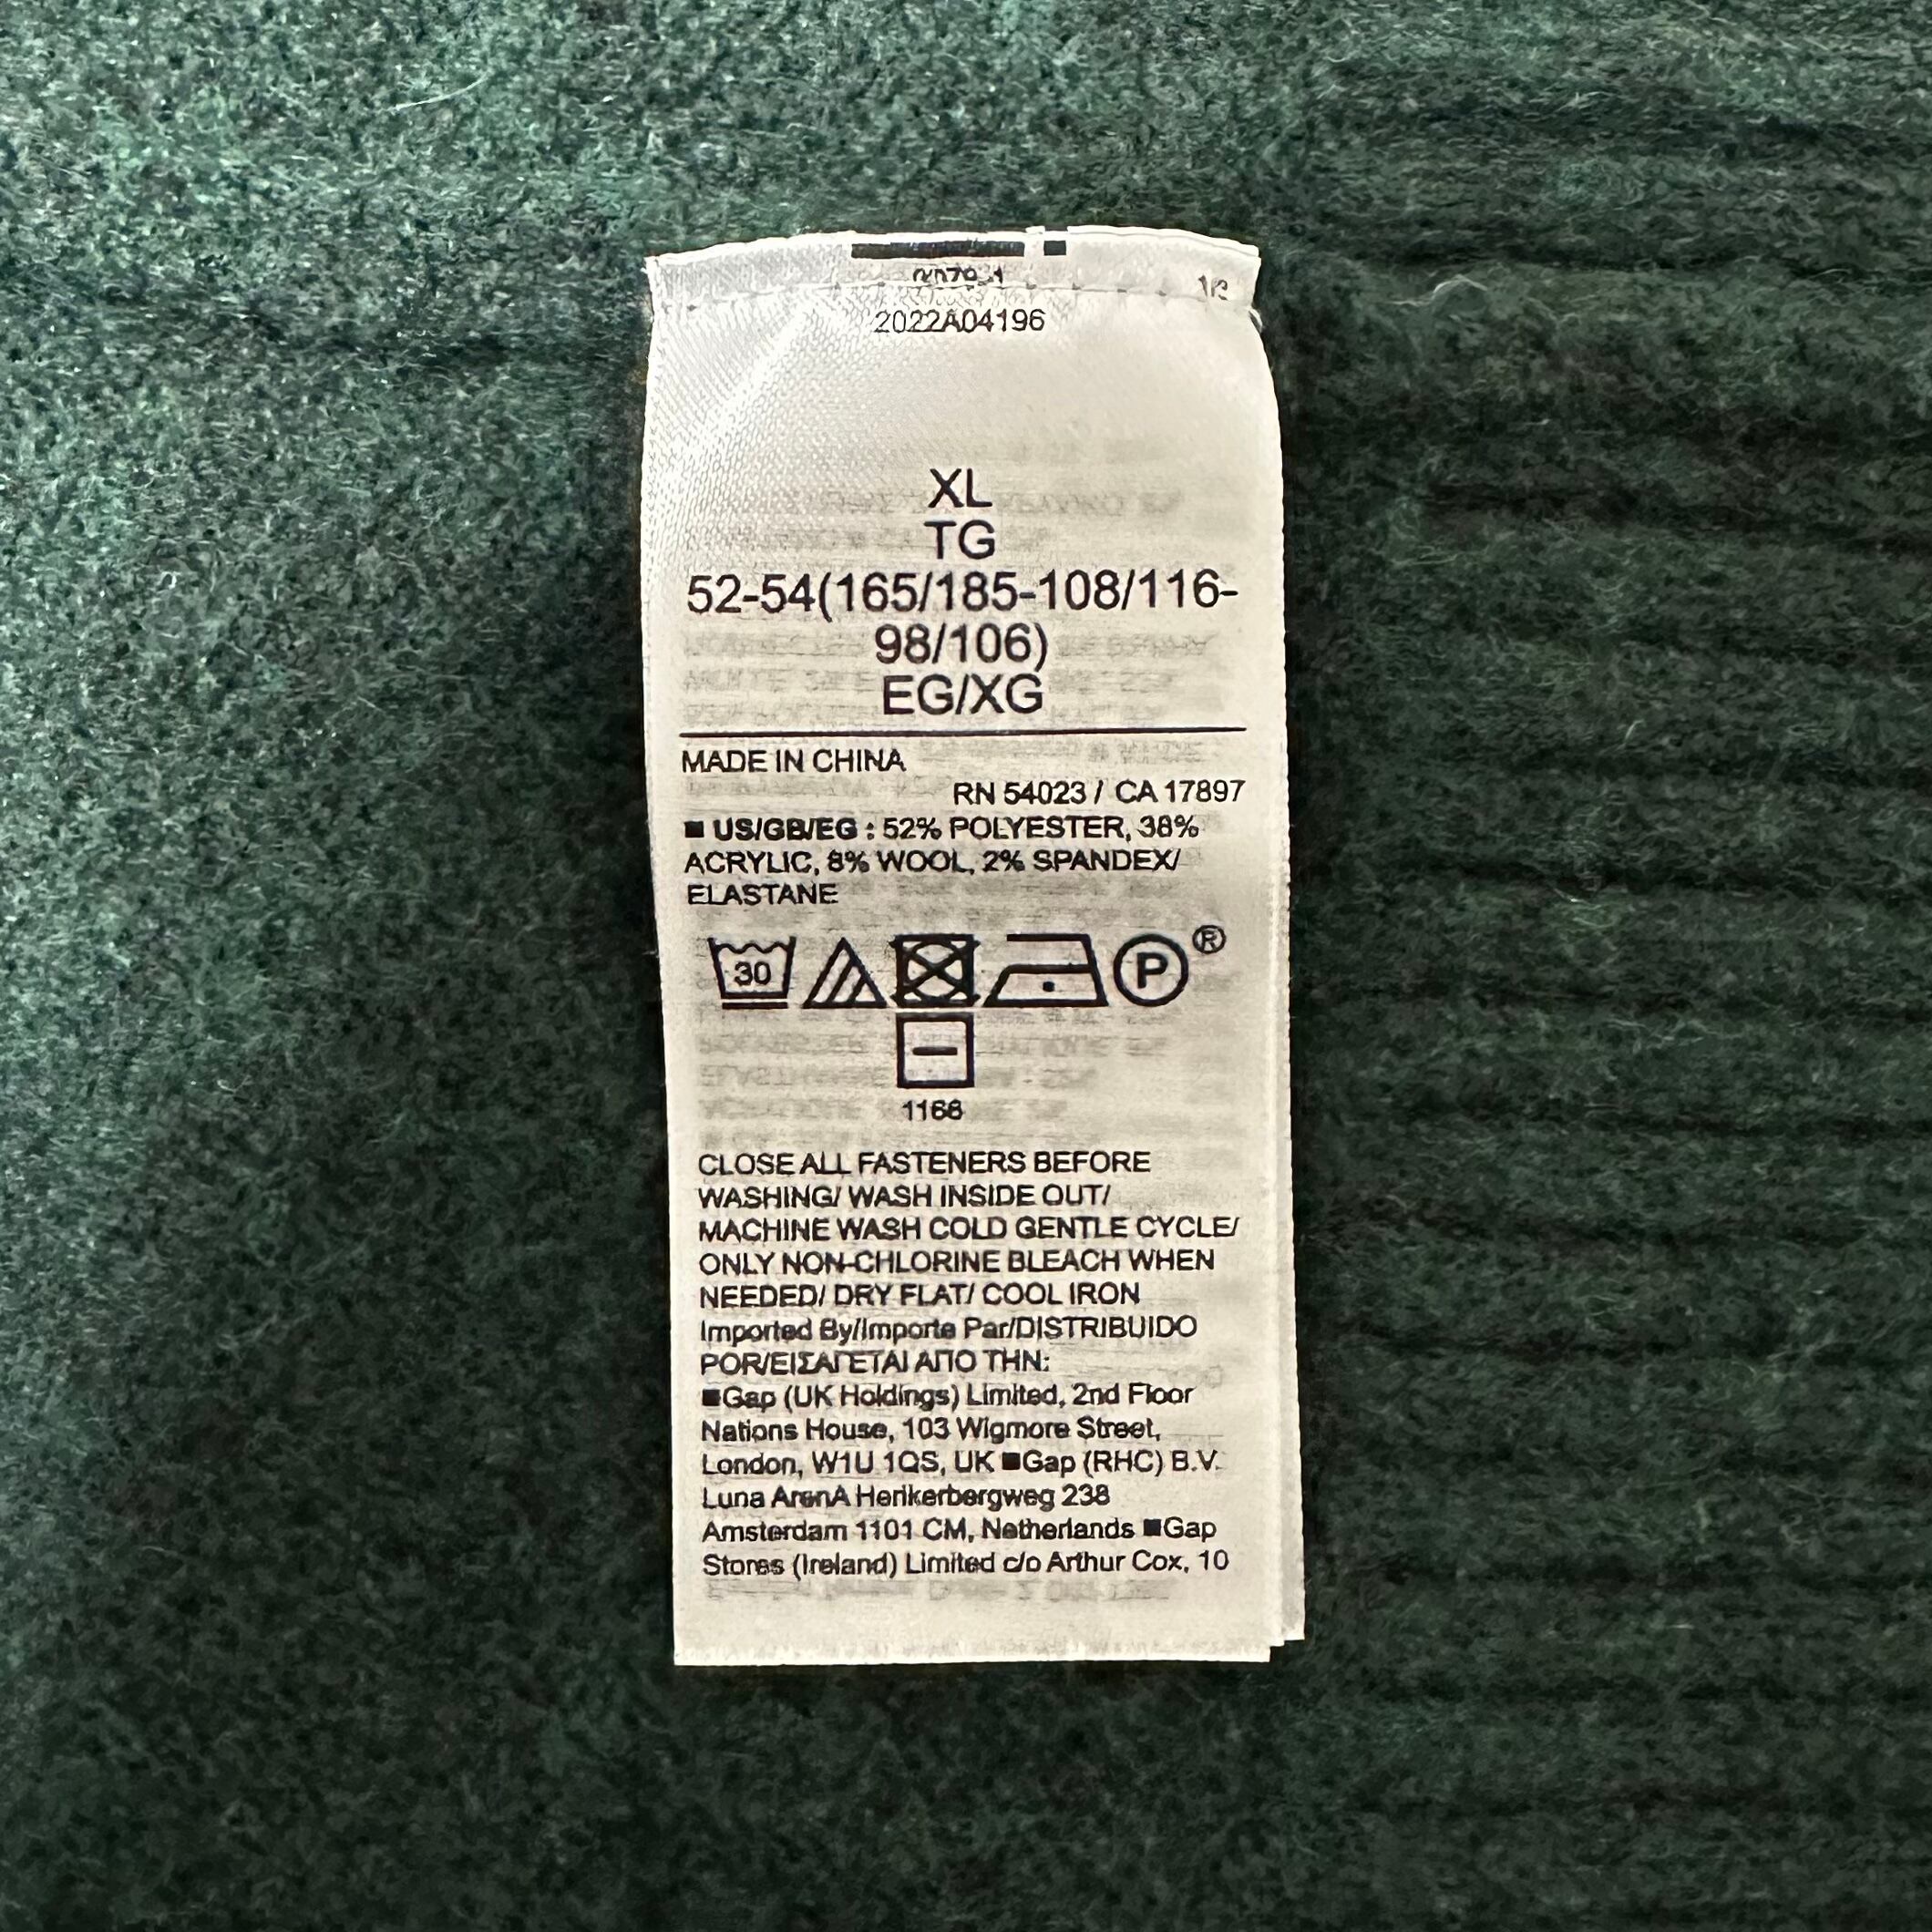 2022A04196
XL
TG
52-54(165/185-108/116-
98/106)
EG/XG
MADE IN CHINA
RN 54023 / CA 17897
■ US/GB/EG : 52% POLYESTER, 38%
ACRYLIC, 8% WOOL, 2% SPANDEX/
ELASTANE
30 P ®
1166
CLOSE ALL FASTENERS BEFORE
WASHING/ WASH INSIDE OUT/
MACHINE WASH COLD GENTLE CYCLE/
ONLY NON-CHLORINE BLEACH WHEN
NEEDED/ DRY FLAT/ COOL IRON
Imported By/Importe Par/DISTRIBUIDO
POR/ΕΙΣΑΓΕΤΑΙ ΑΠΟ ΤΗΝ:
■Gap (UK Holdings) Limited, 2nd Floor
Nations House, 103 Wigmore Street,
London, W1U 1QS, UK ■Gap (RHC) B.V.
Luna ArenA Herikerbergweg 238
Amsterdam 1101 CM, Netherlands ■Gap
Stores (Ireland) Limited c/o Arthur Cox, 10